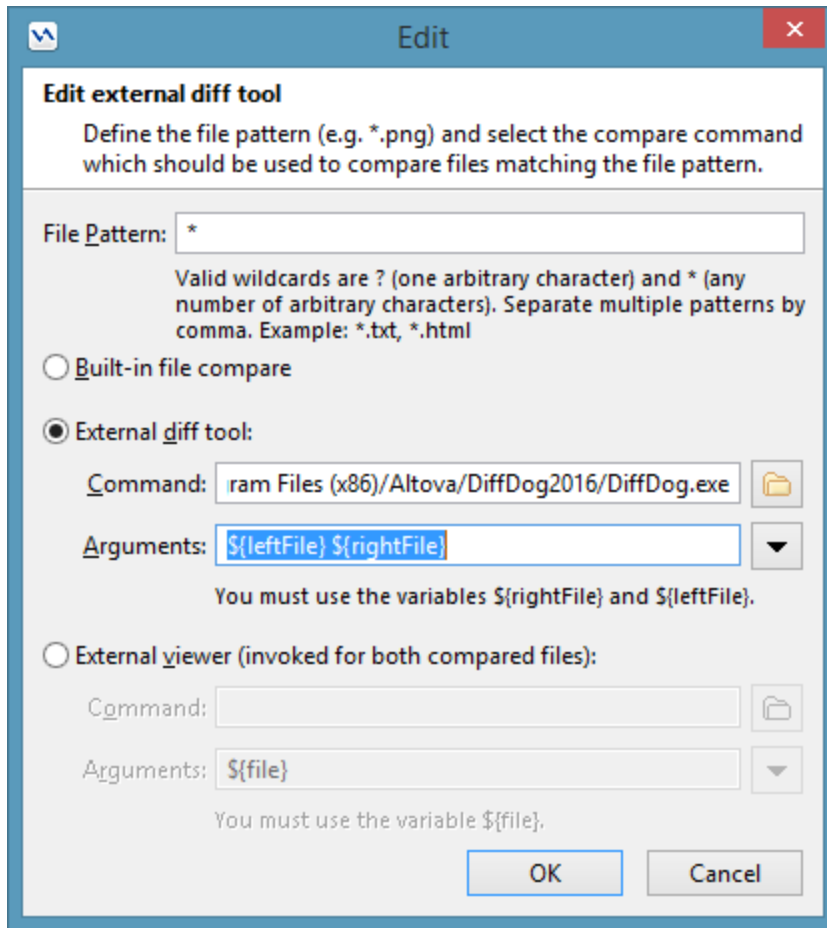 Edit
Edit external diff tool
Define the file pattern (e.g. *.png) and select the compare command
which should be used to compare files matching the file pattern.
File Pattern: *
Valid wildcards are ? (one arbitrary character) and * (any
number of arbitrary characters). Separate multiple patterns by
comma. Example: *.txt, *.html
Built-in file compare
External diff tool:
Command: ram Files (x86)/Altova/DiffDog2016/DiffDog.exe
Arguments: ${leftFile} ${rightFile}
You must use the variables ${rightFile} and ${leftFile}.
External viewer (invoked for both compared files):
Command:
Arguments: ${file}
You must use the variable ${file}.
OK Cancel